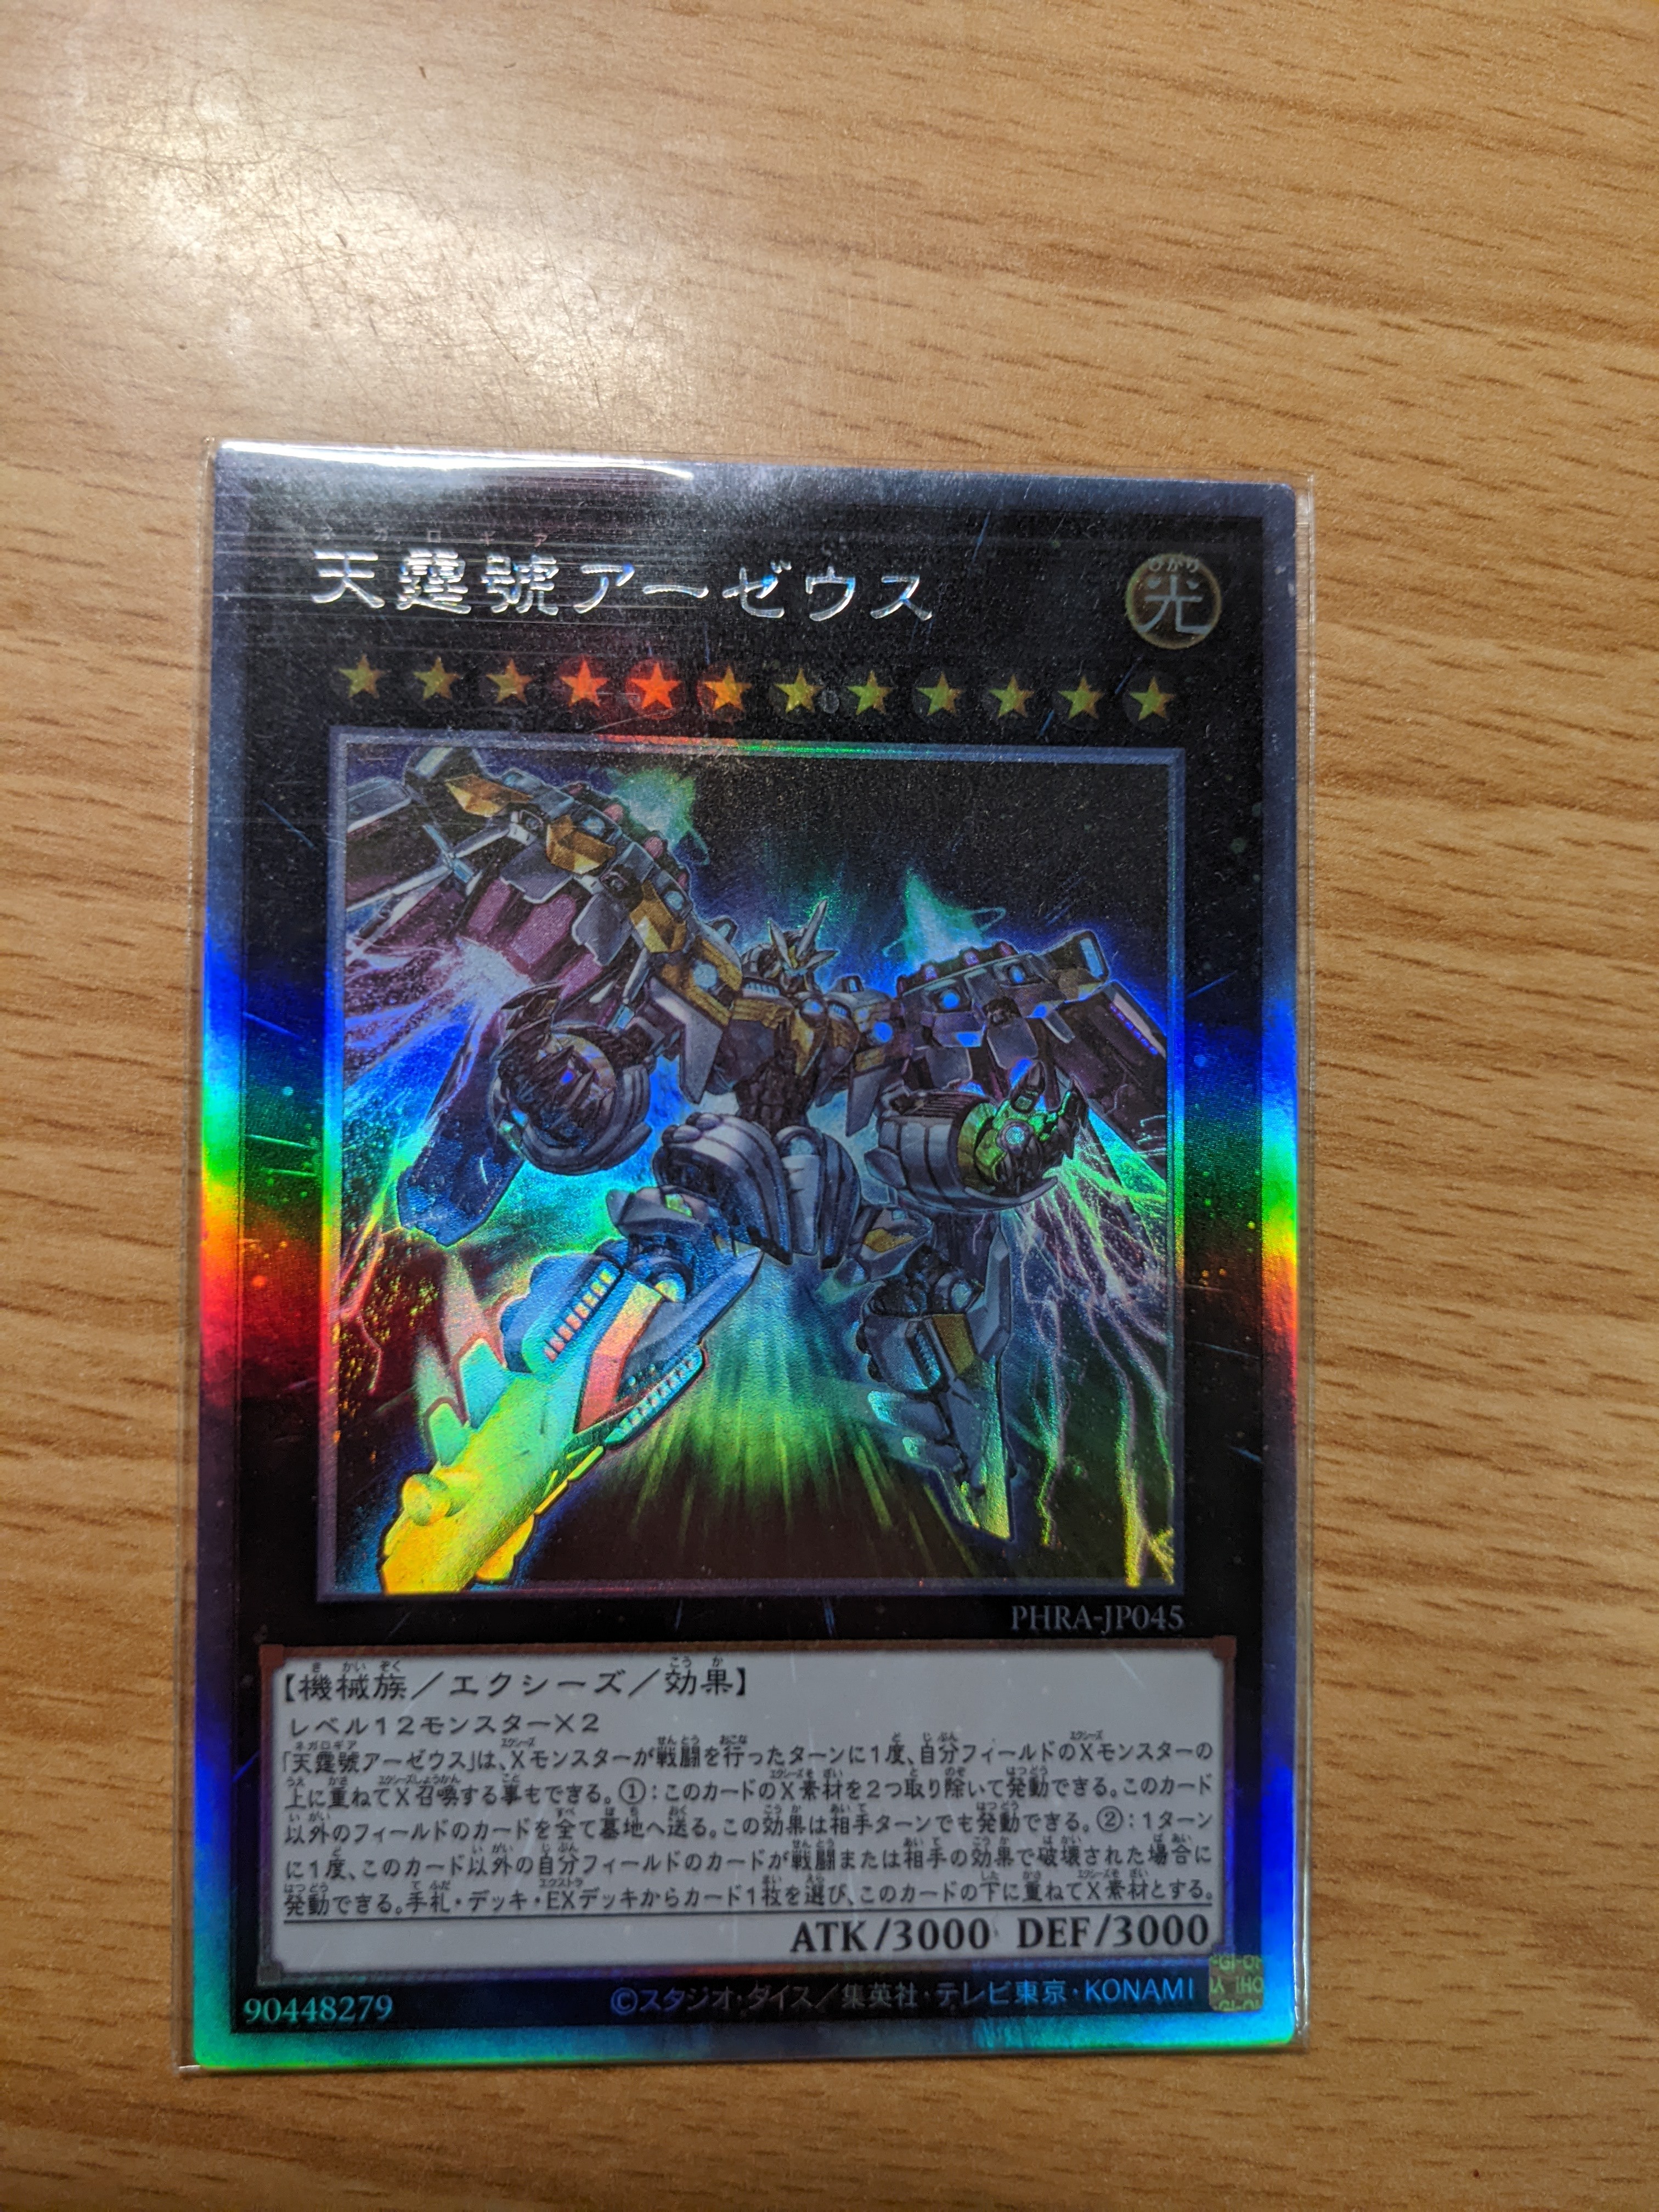 ネガロギア
天霆號アーゼウス
ひかり
光
PHRA-JP045
【機械族／エクシーズ／効果】
レベル12モンスター×2
「天霆號アーゼウス」は、Xモンスターが戦闘を行ったターンに1度、自分フィールドのXモンスターの
上に重ねてX召喚する事もできる。①：このカードのX素材を2つ取り除いて発動できる。このカード
以外のフィールドのカードを全て墓地へ送る。この効果は相手ターンでも発動できる。②：1ターン
に1度、このカード以外の自分フィールドのカードが戦闘または相手の効果で破壊された場合に
発動できる。手札・デッキ・EXデッキからカード1枚を選び、このカードの下に重ねてX素材とする。
ATK/3000 DEF/3000
90448279
©スタジオ・ダイス／集英社・テレビ東京・KONAMI